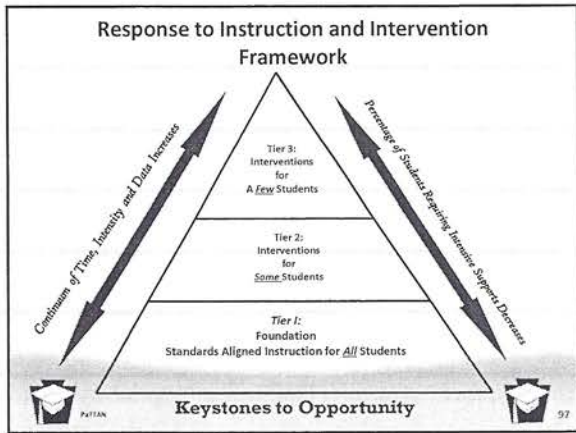 Response to Instruction and Intervention
Framework
Continuum of Time, Intensity and Data Increases
Percentage of Students Requiring Intensive Supports Decreases
Tier 3:
Interventions
for
A Few Students
Tier 2:
Interventions
for
Some Students
Tier I:
Foundation
Standards Aligned Instruction for All Students
PaTTAN
Keystones to Opportunity
97